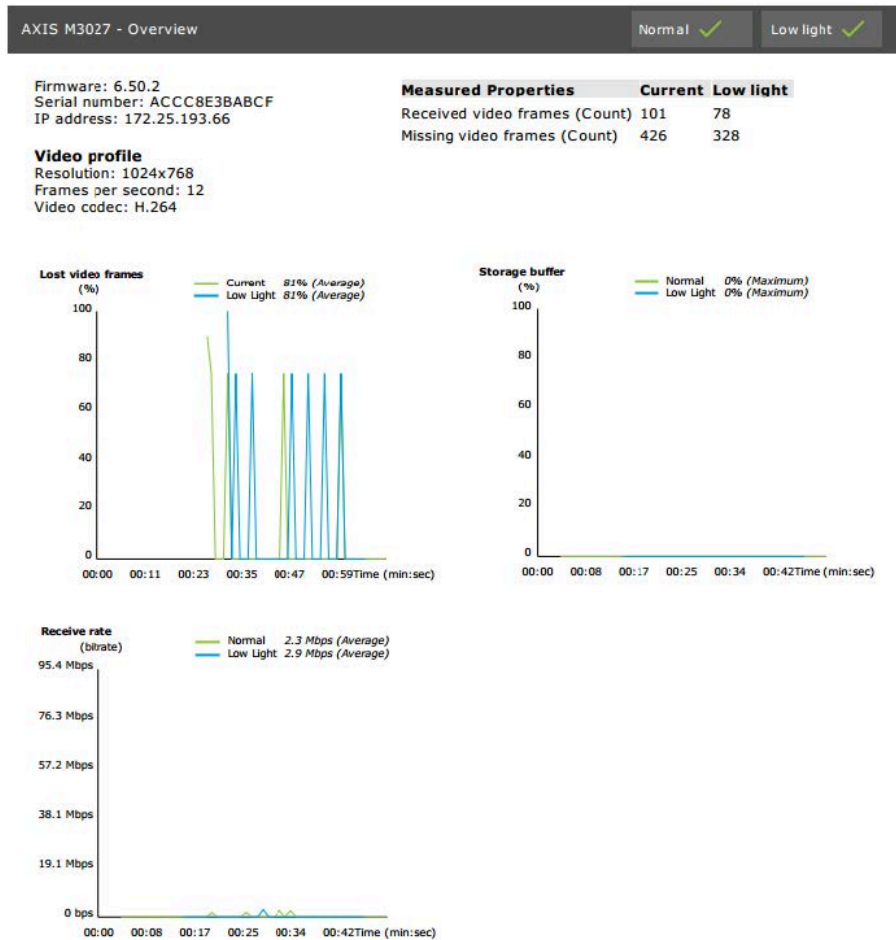 AXIS M3027 - Overview
Normal
Low light
Firmware: 6.50.2
Serial number: ACCC8E3BABCF
IP address: 172.25.193.66
Video profile
Resolution: 1024x768
Frames per second: 12
Video codec: H.264
Measured Properties Current Low light
Received video frames (Count) 101 78
Missing video frames (Count) 426 328
Lost video frames
(%)
Current 81% (Average)
Low Light 81% (Average)
100
80
60
40
20
0
00:00 00:11 00:23 00:35 00:47 00:59Time (min:sec)
Storage buffer
(%)
Normal 0% (Maximum)
Low Light 0% (Maximum)
100
80
60
40
20
0
00:00 00:08 00:17 00:25 00:34 00:42Time (min:sec)
Receive rate
(bitrate)
Normal 2.3 Mbps (Average)
Low Light 2.9 Mbps (Average)
95.4 Mbps
76.3 Mbps
57.2 Mbps
38.1 Mbps
19.1 Mbps
0 bps
00:00 00:08 00:17 00:25 00:34 00:42Time (min:sec)